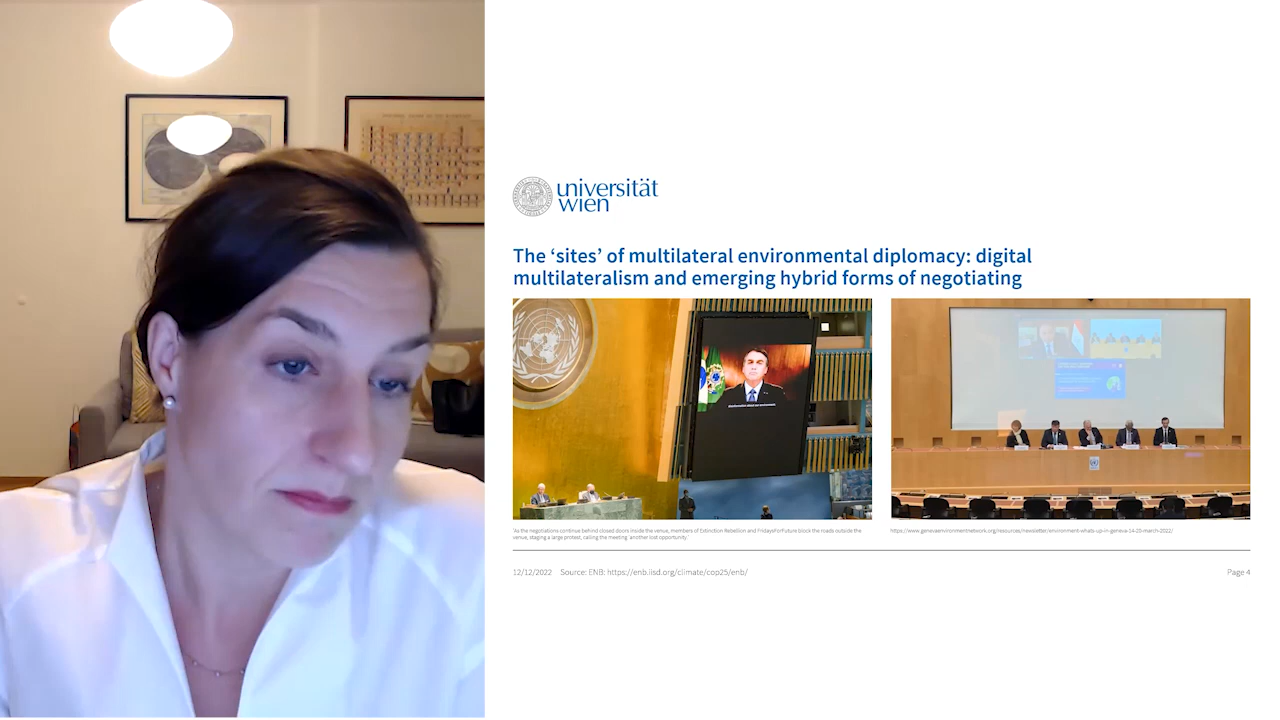 universität
wien
The ‘sites’ of multilateral environmental diplomacy: digital
multilateralism and emerging hybrid forms of negotiating
'As the negotiations continue behind closed doors inside the venue, members of Extinction Rebellion and FridaysForFuture block the roads outside the
venue, staging a large protest, calling the meeting 'another lost opportunity.'
https://www.genevaenvironmentnetwork.org/resources/newsletter/environment-whats-up-in-geneva-14-20-march-2022/
12/12/2022 Source: ENB: https://enb.iisd.org/climate/cop25/enb/
Page 4